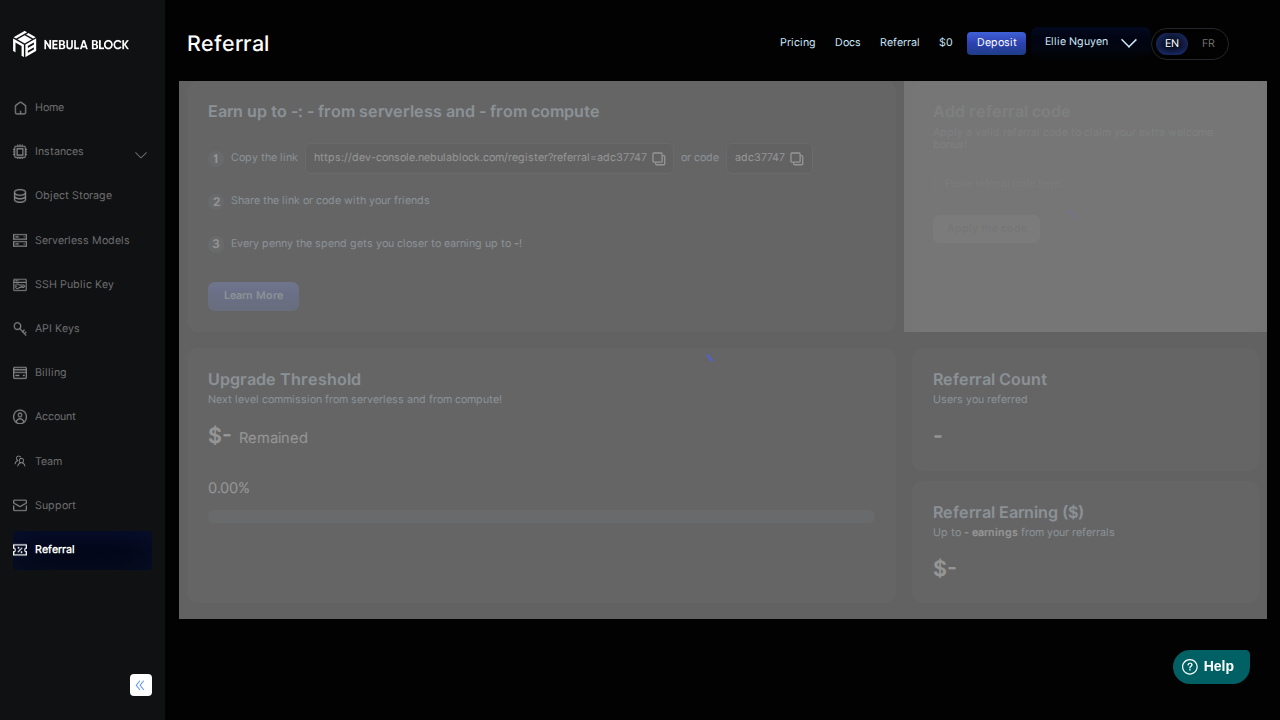 NEBULA BLOCK
Referral
Pricing
Docs
Referral
$0
Deposit
Ellie Nguyen
EN
FR
Home
Instances
Object Storage
Serverless Models
SSH Public Key
API Keys
Billing
Account
Team
Support
Referral
Earn up to -: - from serverless and - from compute
1 Copy the link https://dev-console.nebulablock.com/register?referral=adc37747 or code adc37747
2 Share the link or code with your friends
3 Every penny the spend gets you closer to earning up to -!
Learn More
Add referral code
Apply a valid referral code to claim your extra welcome
bonus!
Apply the code
Upgrade Threshold
Next level commission from serverless and from compute!
$- Remained
0.00%
Referral Count
Users you referred
-
Referral Earning ($)
Up to - earnings from your referrals
$-
Help